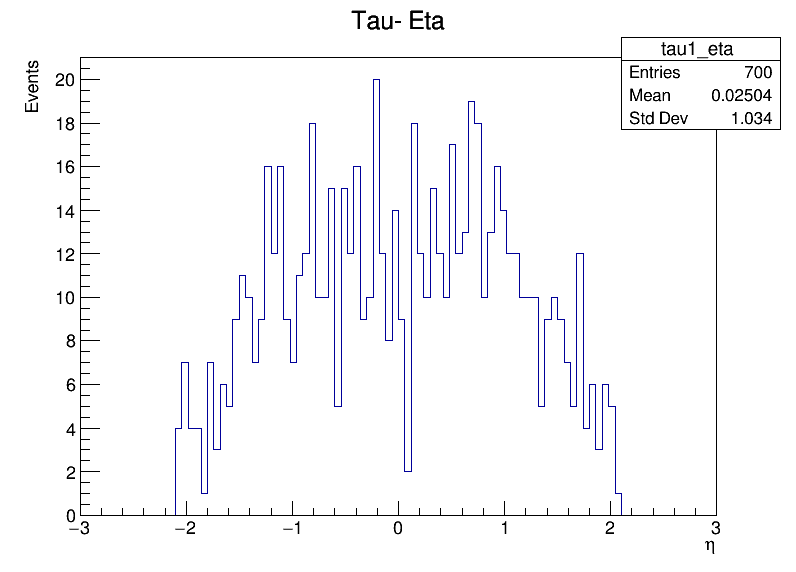 Tau- Eta
tau1_eta
Entries 700
Mean 0.02504
Std Dev 1.034
Events
20
18
16
14
12
10
8
6
4
2
0
−3 −2 −1 0 1 2 3
η